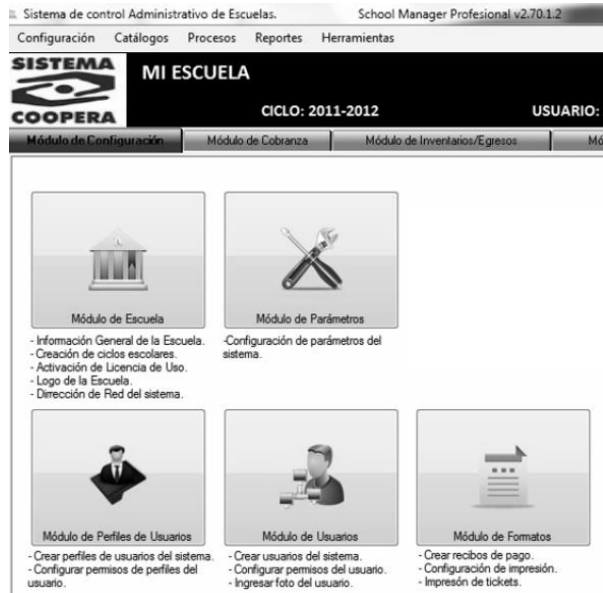 Sistema de control Administrativo de Escuelas. School Manager Profesional v2.70.1.2
Configuración Catálogos Procesos Reportes Herramientas
SISTEMA
COOPERA
MI ESCUELA
CICLO: 2011-2012 USUARIO:
Módulo de Configuración Módulo de Cobranza Módulo de Inventarios/Egresos Mó
Módulo de Escuela
- Información General de la Escuela.
- Creación de ciclos escolares.
- Activación de Licencia de Uso.
- Logo de la Escuela.
- Dirrección de Red del sistema.
Módulo de Parámetros
-Configuración de parámetros del
sistema.
Módulo de Perfiles de Usuarios
- Crear perfiles de usuarios del sistema.
- Configurar permisos de perfiles del
usuario.
Módulo de Usuarios
- Crear usuarios del sistema.
- Configurar permisos del usuario.
- Ingresar foto del usuario.
Módulo de Formatos
- Crear recibos de pago.
- Configuración de impresión.
- Impresón de tickets.